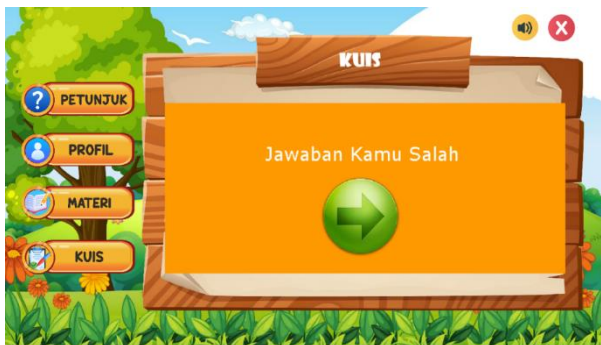 KUIS
PETUNJUK
PROFIL
MATERI
KUIS
Jawaban Kamu Salah